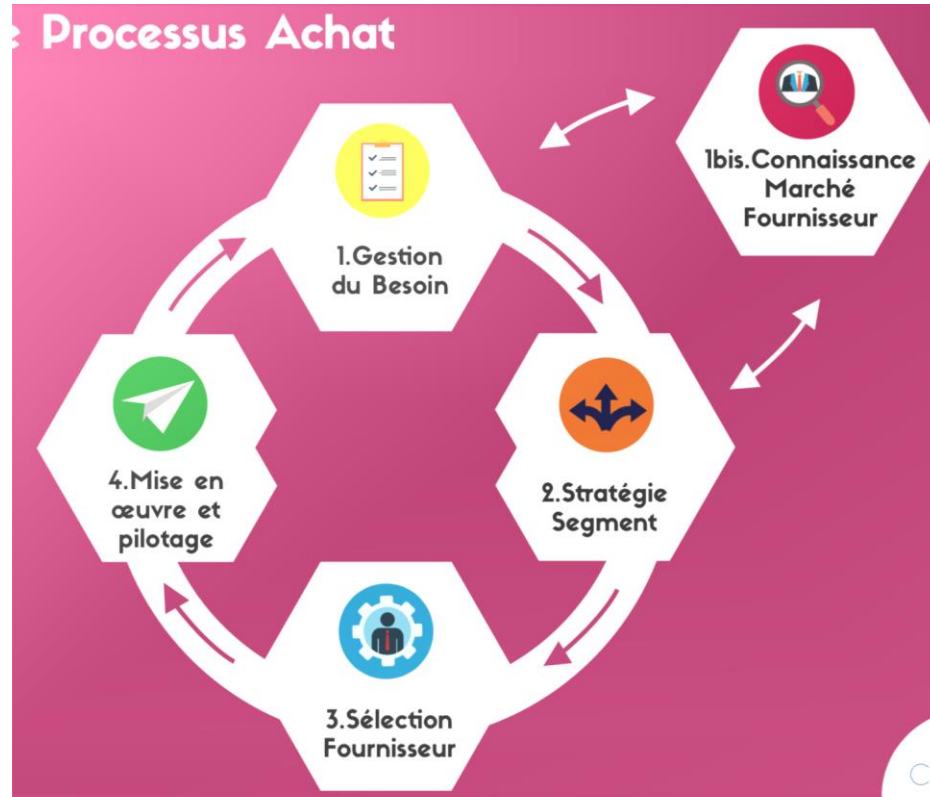 Processus Achat
1bis.Connaissance
Marché
Fournisseur
1.Gestion
du Besoin
2.Stratégie
Segment
3.Sélection
Fournisseur
4.Mise en
œuvre et
pilotage